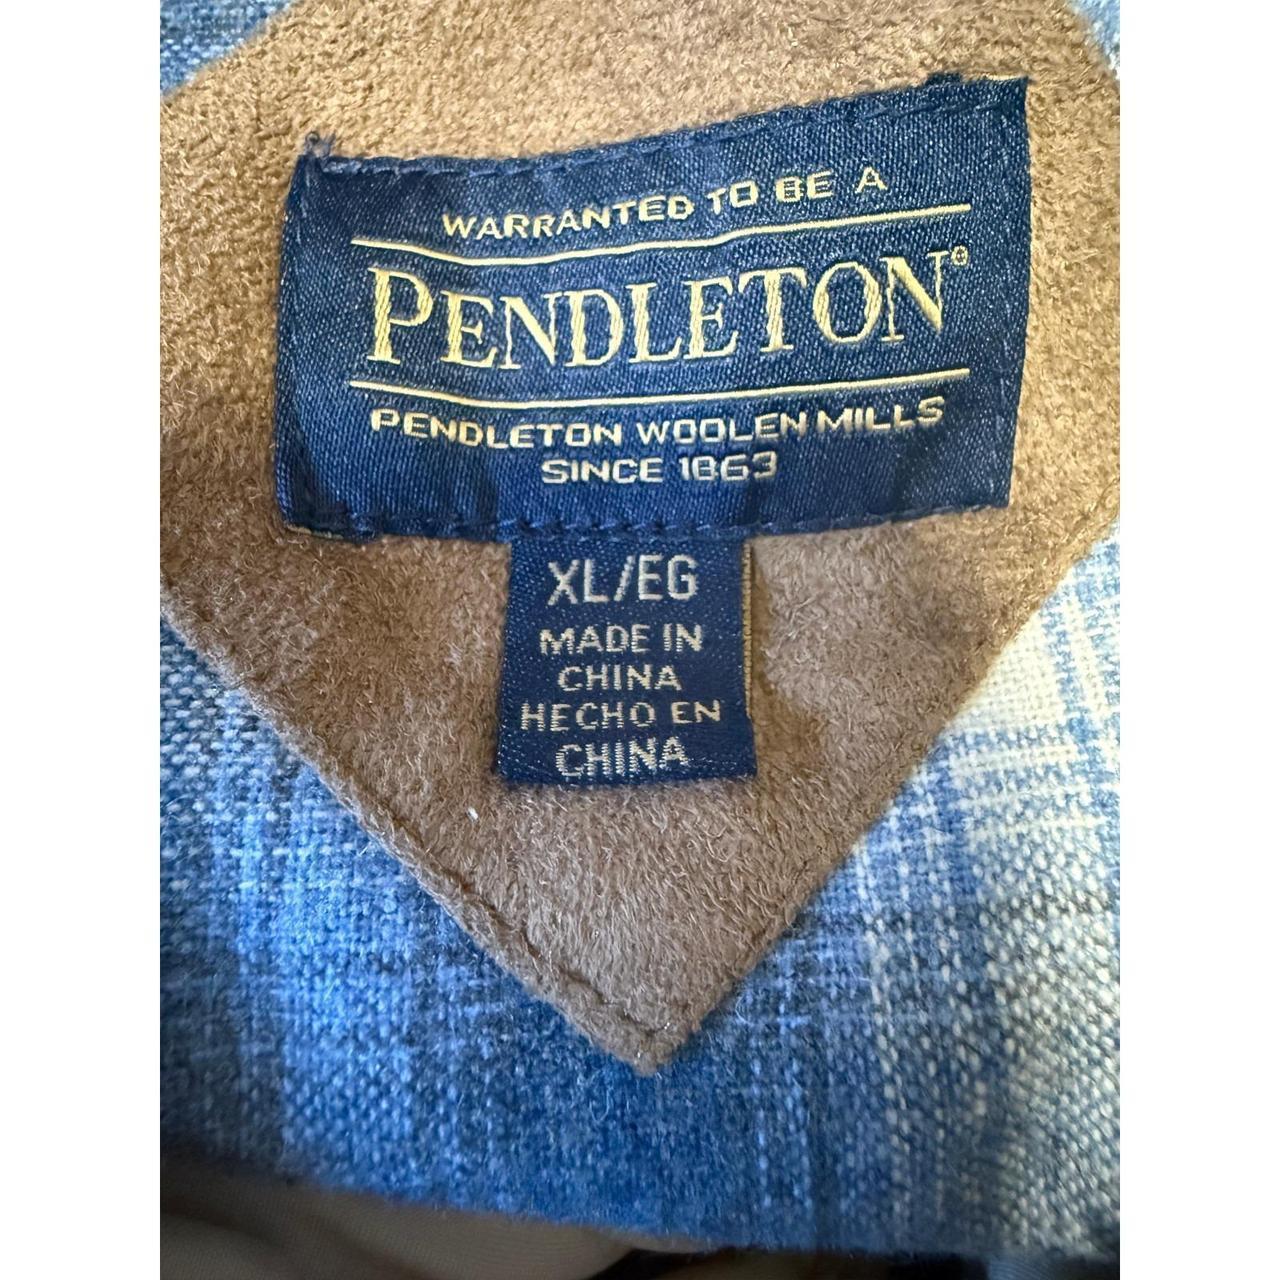 WARRANTED TO BE A
PENDLETON®
PENDLETON WOOLEN MILLS
SINCE 1863
XL/EG
MADE IN
CHINA
HECHO EN
CHINA